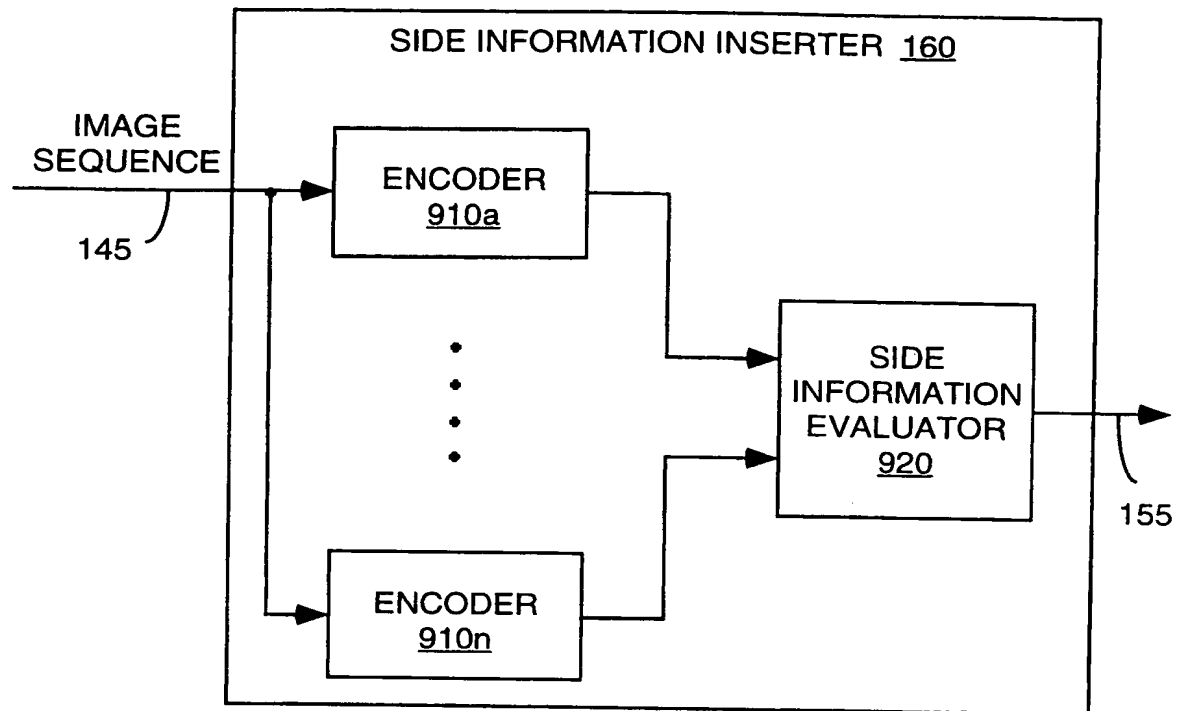 SIDE INFORMATION INSERTER 160
IMAGE
SEQUENCE
145
ENCODER
910a
SIDE
INFORMATION
EVALUATOR
920
155
ENCODER
910n